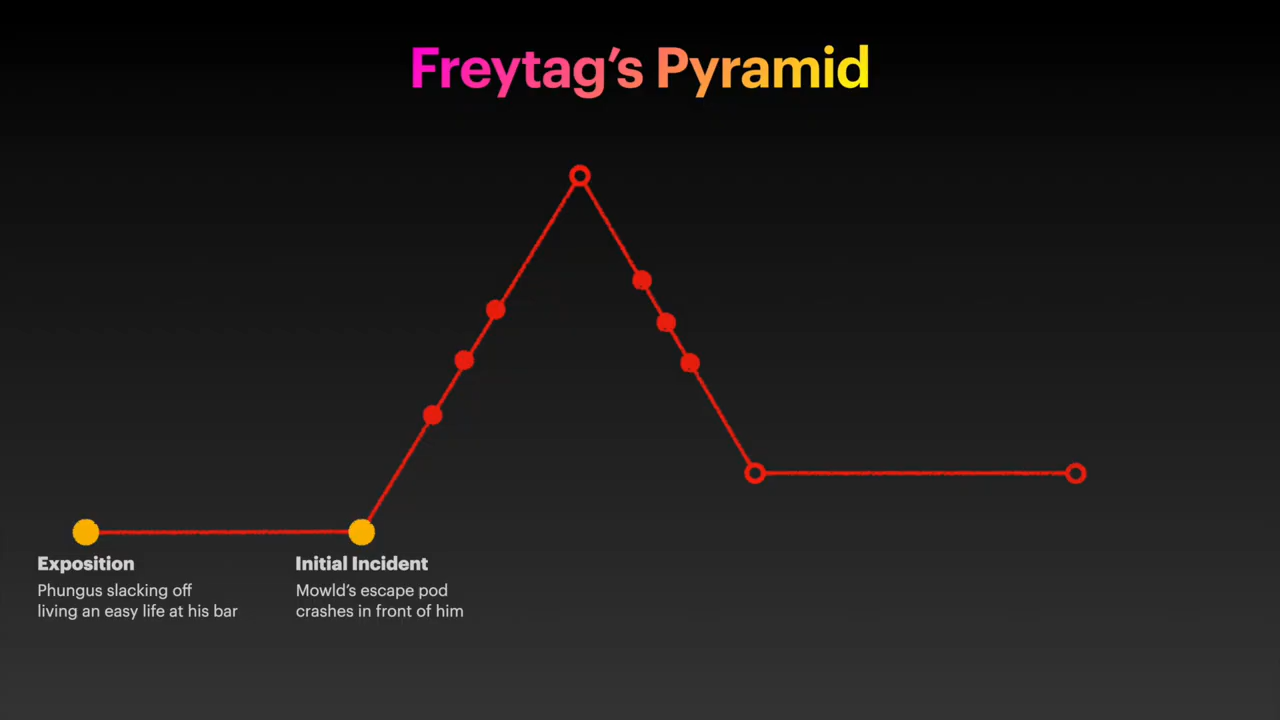 Freytag’s Pyramid
Exposition
Phungus slacking off
living an easy life at his bar
Initial Incident
Mowld’s escape pod
crashes in front of him